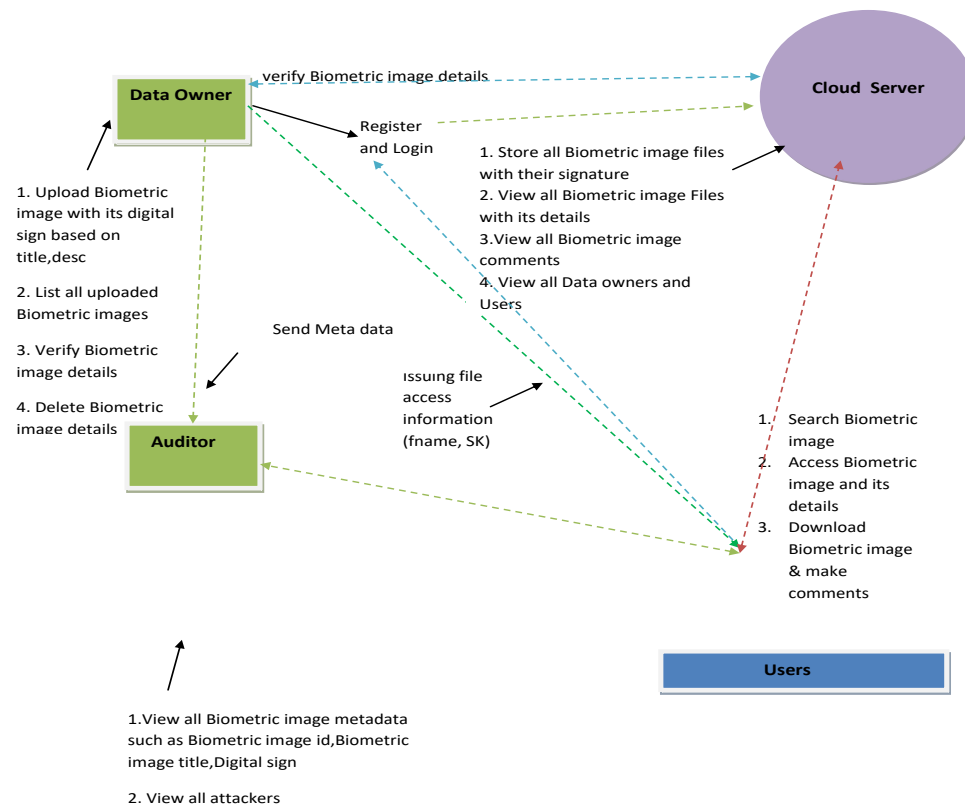 verify Biometric image details
Data Owner
Cloud Server
Register
and Login
1. Upload Biometric
image with its digital
sign based on
title,desc
2. List all uploaded
Biometric images
3. Verify Biometric
image details
4. Delete Biometric
image details
1. Store all Biometric image files
with their signature
2. View all Biometric image Files
with its details
3.View all Biometric image
comments
4. View all Data owners and
Users
Send Meta data
Issuing file
access
information
(fname, SK)
Auditor
1. Search Biometric
image
2. Access Biometric
image and its
details
3. Download
Biometric image
& make
comments
Users
1.View all Biometric image metadata
such as Biometric image id,Biometric
image title,Digital sign
2. View all attackers